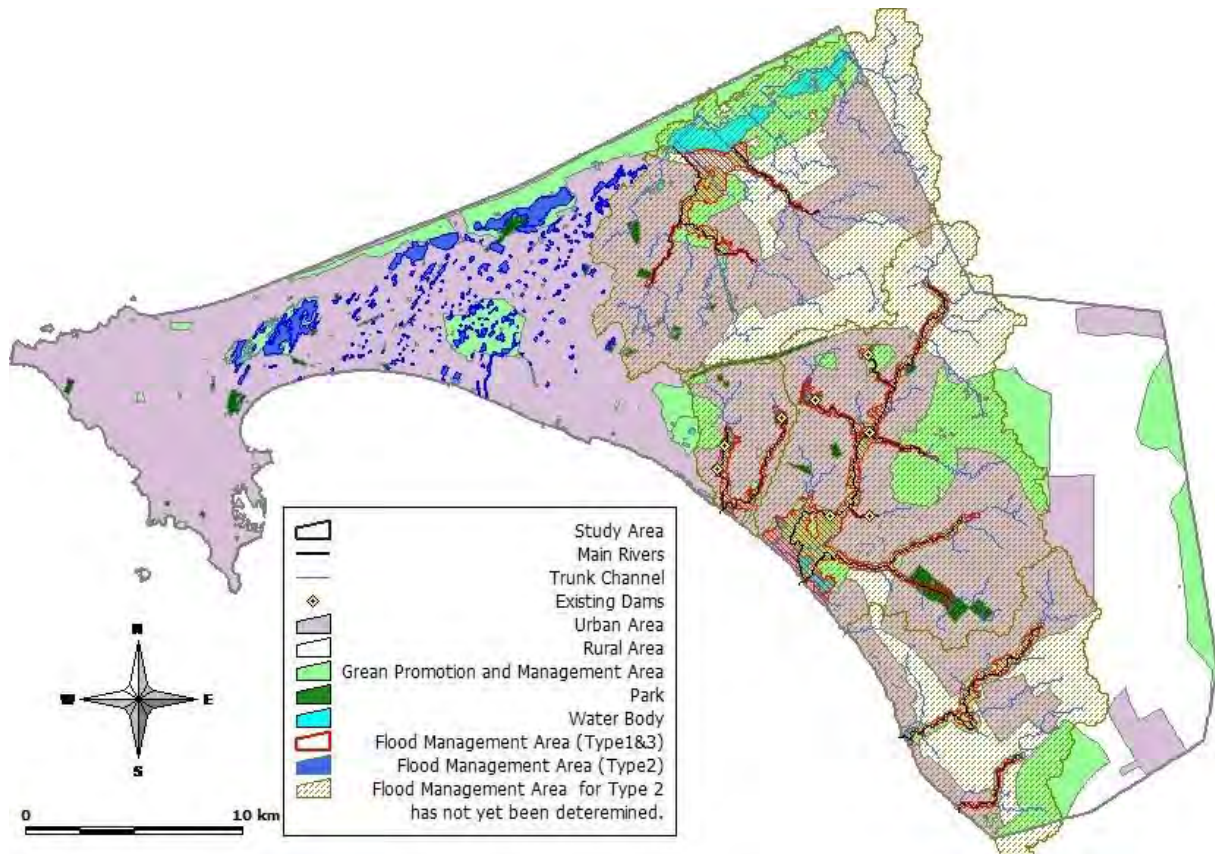 Study Area
Main Rivers
Trunk Channel
Existing Dams
Urban Area
Rural Area
Grean Promotion and Management Area
Park
Water Body
Flood Management Area (Type1&3)
Flood Management Area (Type2)
Flood Management Area for Type 2
has not yet been deteremined.
N
W E
S
0 10 km